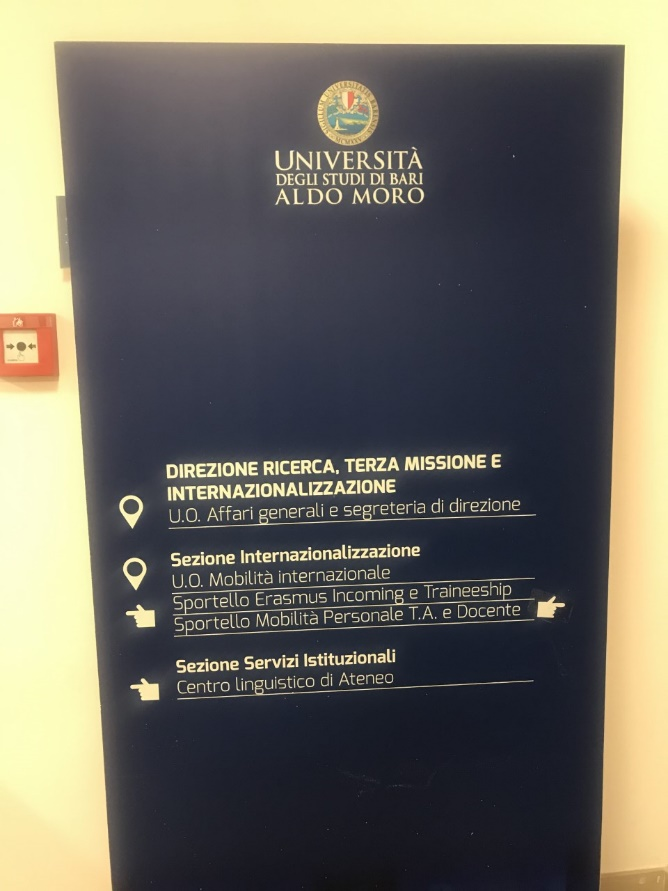 UNIVERSITÀ
DEGLI STUDI DI BARI
ALDO MORO
DIREZIONE RICERCA, TERZA MISSIONE E
INTERNAZIONALIZZAZIONE
U.O. Affari generali e segreteria di direzione
Sezione Internazionalizzazione
U.O. Mobilità internazionale
Sportello Erasmus Incoming e Traineeship
Sportello Mobilità Personale T.A. e Docente
Sezione Servizi Istituzionali
Centro linguistico di Ateneo